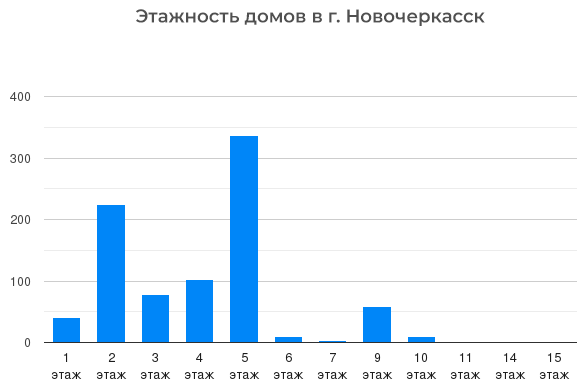 Этажность домов в г. Новочеркасск
400
300
200
100
0
1 этаж
2 этаж
3 этаж
4 этаж
5 этаж
6 этаж
7 этаж
9 этаж
10 этаж
11 этаж
14 этаж
15 этаж